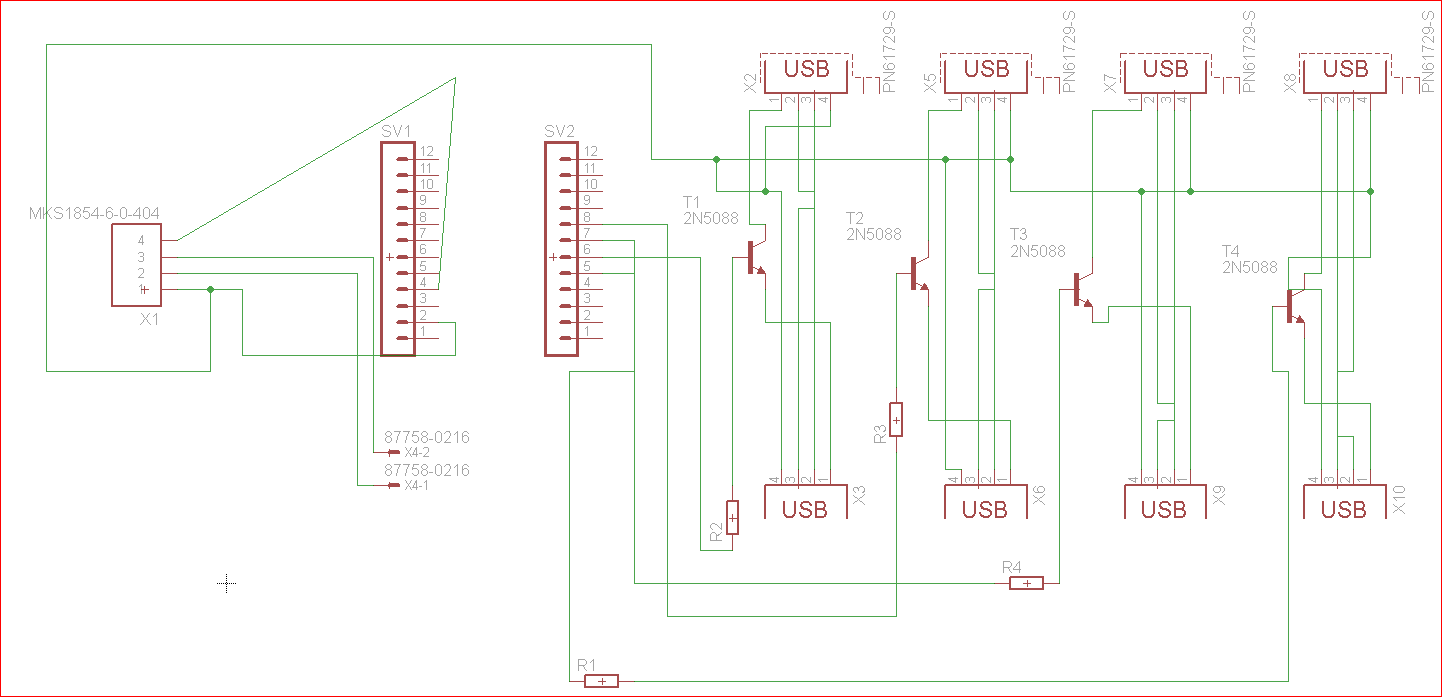 PN61729-S
PN61729-S
PN61729-S
PN61729-S
X2
USB
X5
USB
X7
USB
X8
USB
1 2 3 4
1 2 3 4
1 2 3 4
1 2 3 4
SV1
12
11
10
9
8
7
6
5
4
3
2
1
SV2
12
11
10
9
8
7
6
5
4
3
2
1
MKS1854-6-0-404
4
3
2
1
X1
T1
2N5088
T2
2N5088
T3
2N5088
T4
2N5088
87758-0216
X4-2
87758-0216
X4-1
R3
R2
4 3 2 1
USB
X3
4 3 2 1
USB
X6
4 3 2 1
USB
X9
4 3 2 1
USB
X10
R4
R1